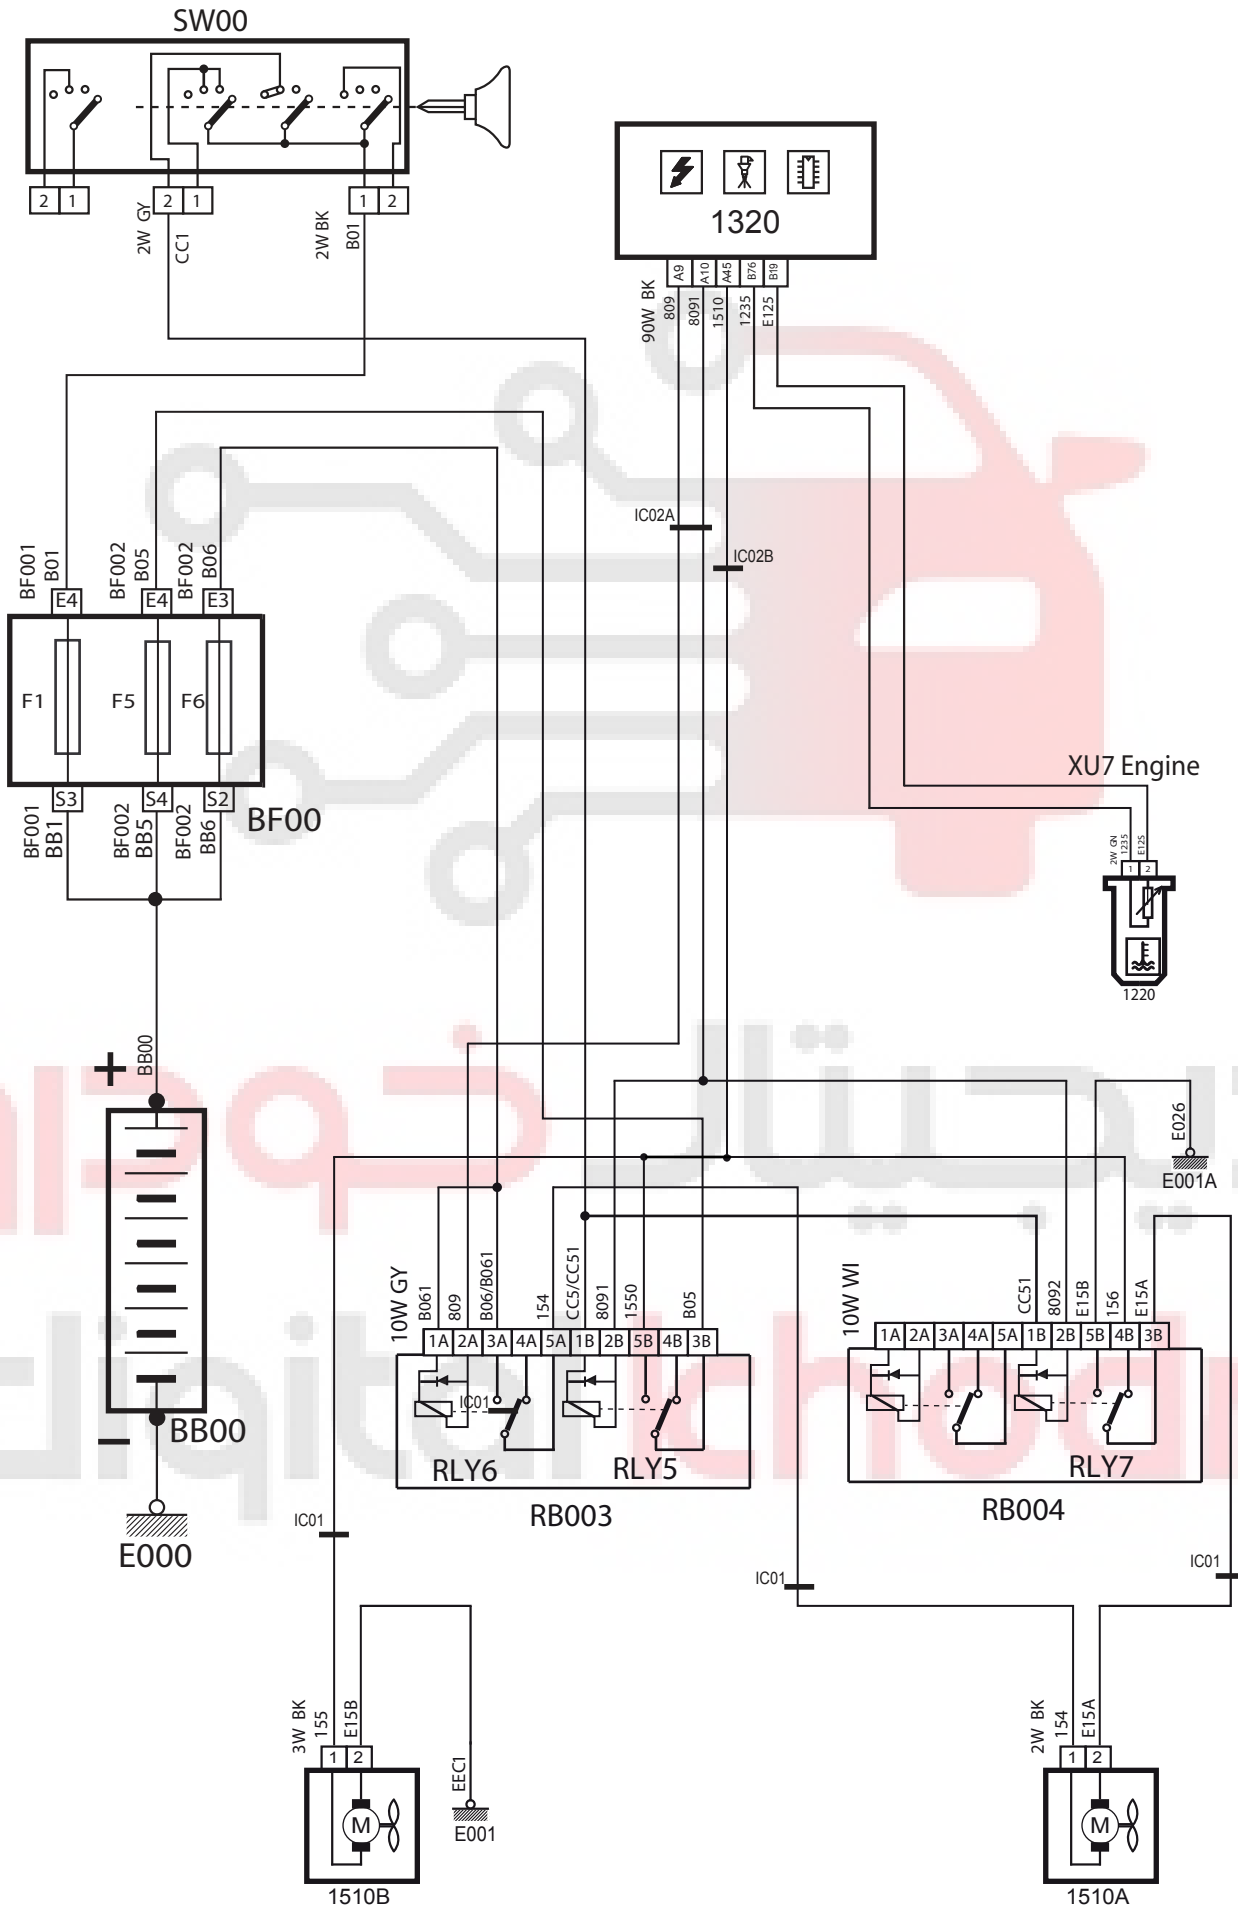 SW00
2 1
2 1
1 2
2W GY
CC1
2W BK
B01
1320
A9 A10 A45 B76 B19
90W BK
809
8091
1510
1235
E125
IC02A
IC02B
BF001
B01
BF002
B05
BF002
B06
E4 E4 E3
F1 F5 F6
S3 S4 S2
BF001
BB1
BF002
BB5
BF002
BB6
BF00
XU7 Engine
2W GN
1235
E125
1 2
1220
BB00
+
−
BB00
E000
E026
E001A
دیجیتال خودرو
digital khodro
10W GY
B061
809
B06/B061
154
CC5/CC51
8091
1550
B05
1A 2A 3A 4A 5A 1B 2B 5B 4B 3B
IC01
RLY6
RLY5
RB003
10W WI
CC51
8092
E15B
156
E15A
1A 2A 3A 4A 5A 1B 2B 5B 4B 3B
RLY7
RB004
IC01
IC01
IC01
3W BK
155
E15B
1 2
M
1510B
EEC1
E001
2W BK
154
E15A
1 2
M
1510A